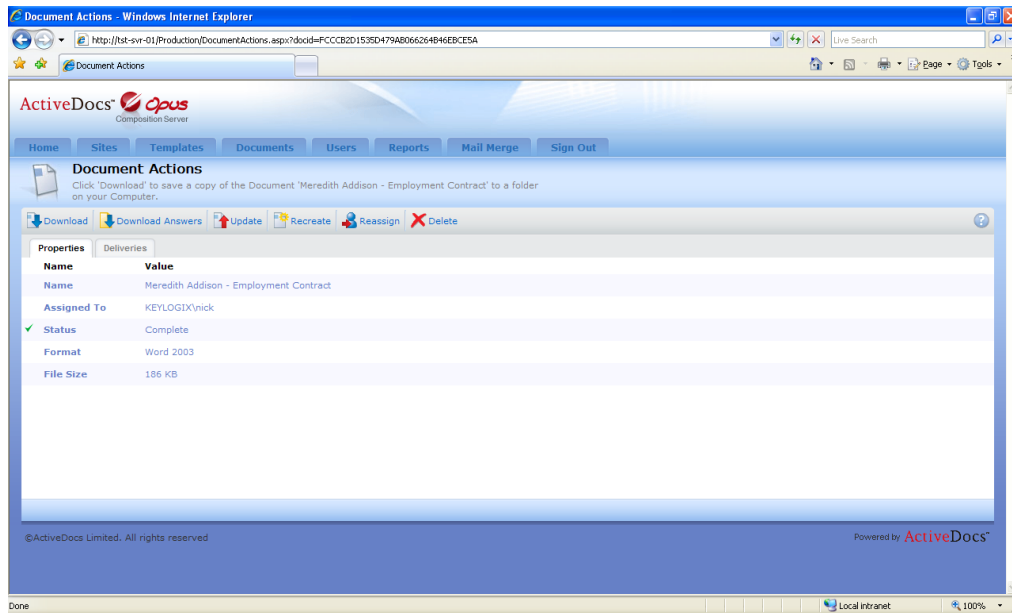 Document Actions - Windows Internet Explorer
http://tst-svr-01/Production/DocumentActions.aspx?docid=FCCCB2D1535D479AB066264B46EBCE5A
Live Search
Document Actions
Page
Tools
ActiveDocs™ Opus
Composition Server
Home Sites Templates Documents Users Reports Mail Merge Sign Out
Document Actions
Click 'Download' to save a copy of the Document 'Meredith Addison - Employment Contract' to a folder
on your Computer.
Download Download Answers Update Recreate Reassign Delete
?
Properties Deliveries
Name Value
Name Meredith Addison - Employment Contract
Assigned To KEYLOGIX\nick
Status Complete
Format Word 2003
File Size 186 KB
©ActiveDocs Limited. All rights reserved
Powered by ActiveDocs™
Done Local intranet 100%